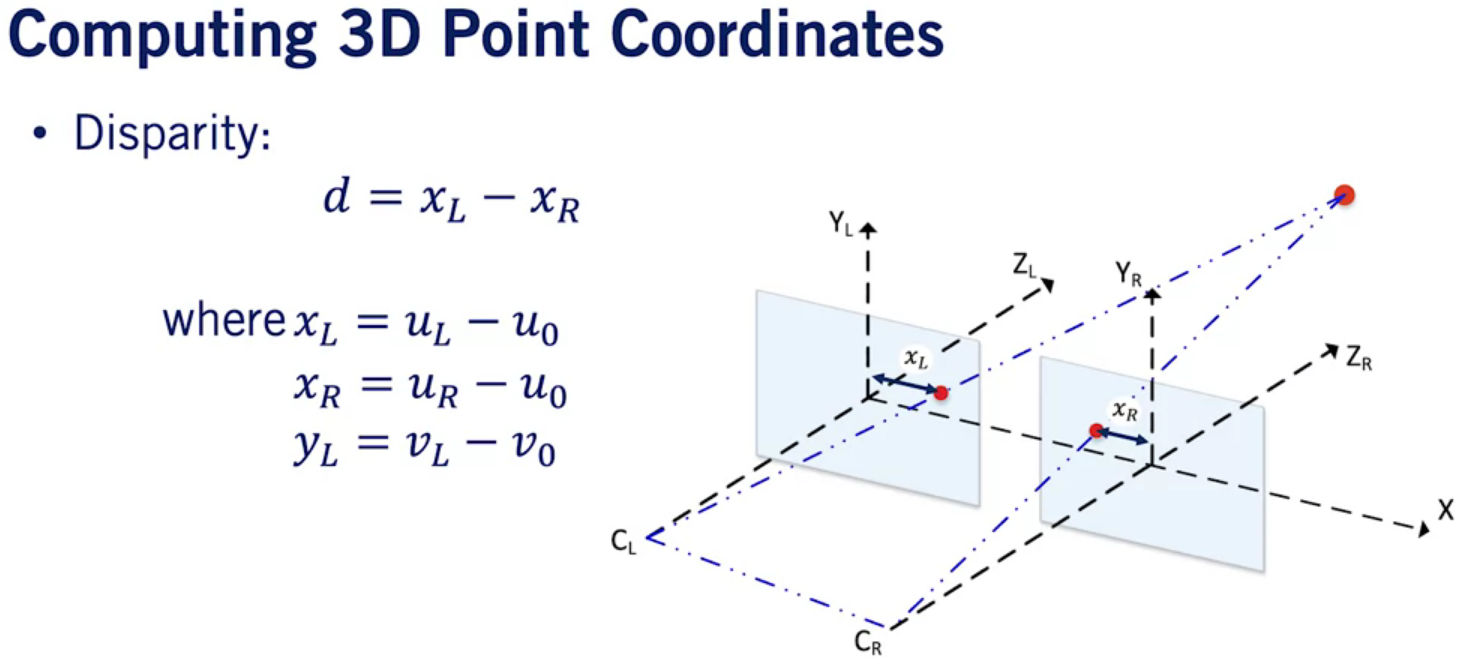 Computing 3D Point Coordinates
• Disparity:
d = x_L − x_R
where x_L = u_L − u_0
x_R = u_R − u_0
y_L = v_L − v_0
Y_L
Z_L
Y_R
x_L
Z_R
x_R
X
C_L
C_R